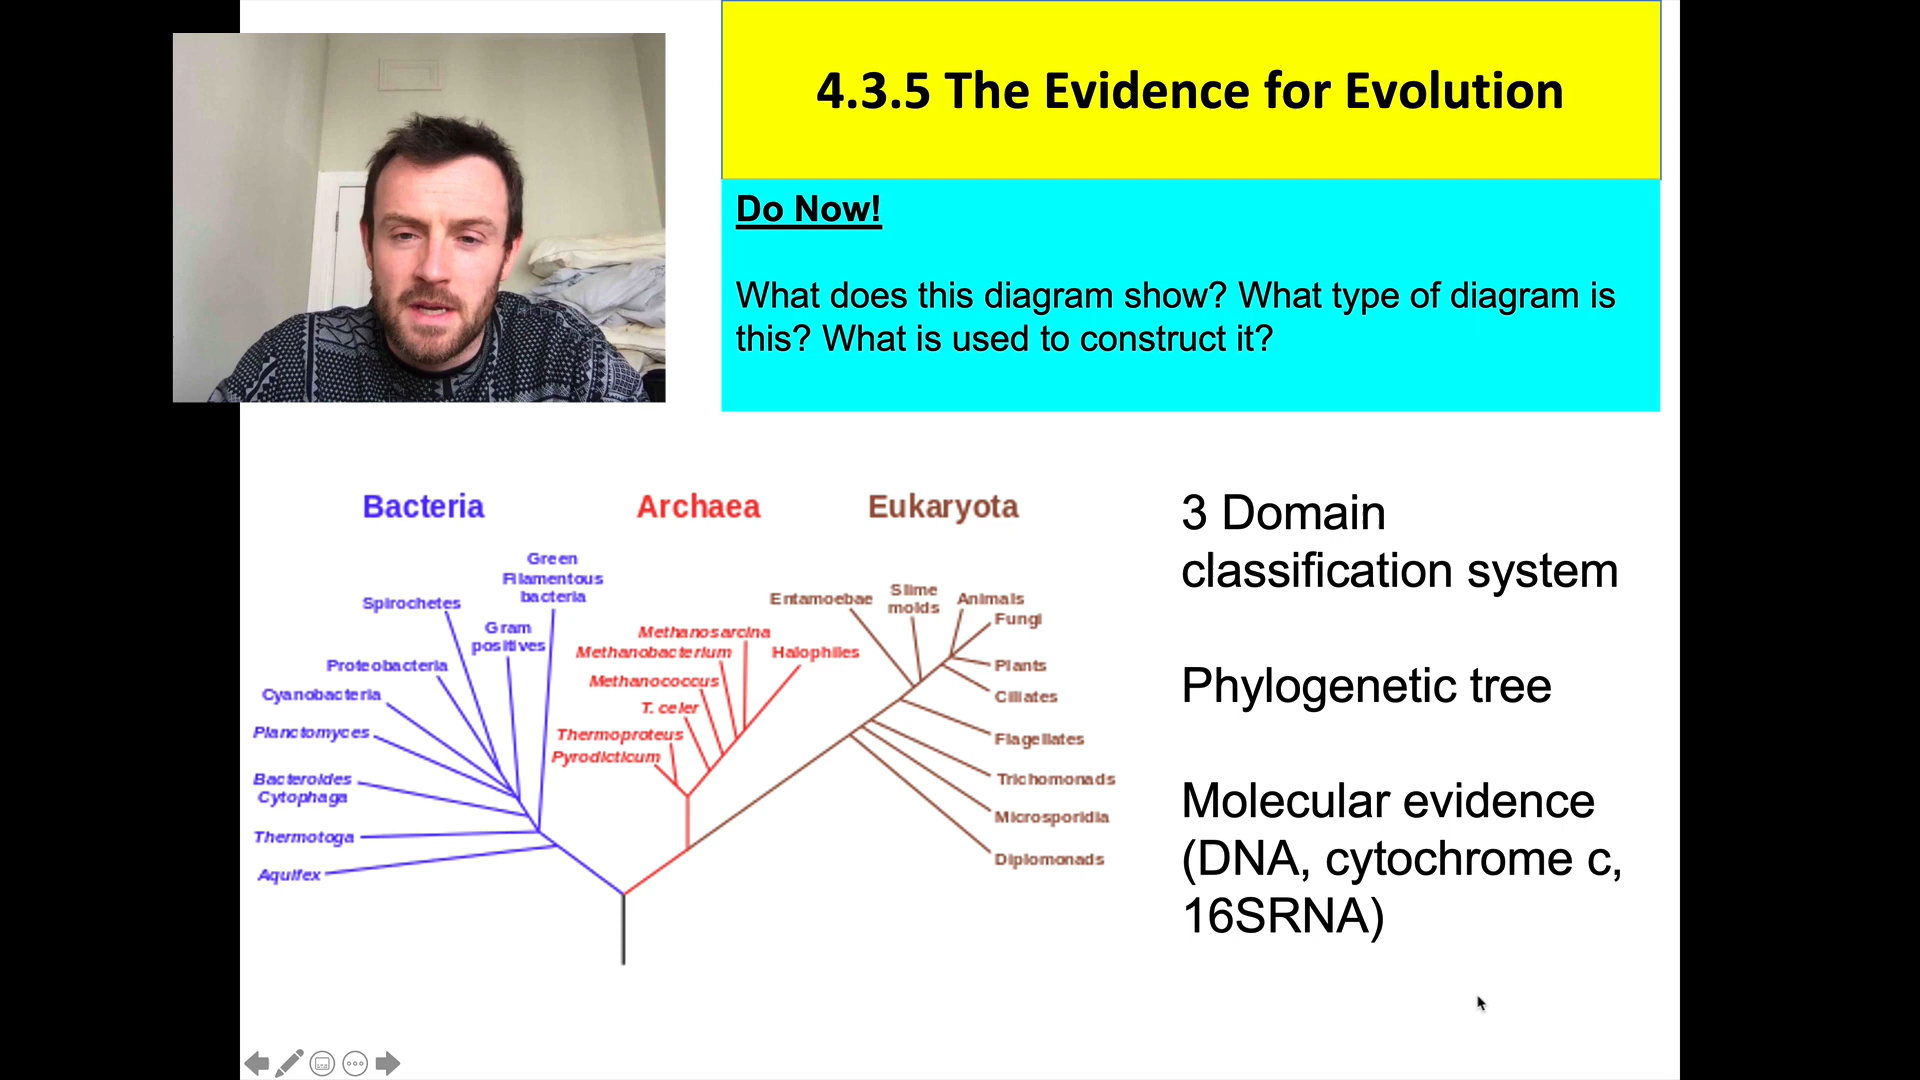 4.3.5 The Evidence for Evolution
Do Now!
What does this diagram show? What type of diagram is
this? What is used to construct it?
Bacteria
Archaea
Eukaryota
Green
Filamentous
bacteria
Spirochetes
Gram
positives
Proteobacteria
Cyanobacteria
Planctomyces
Bacteroides
Cytophaga
Thermotoga
Aquifex
Methanosarcina
Methanobacterium
Halophiles
Methanococcus
T. celer
Thermoproteus
Pyrodicticum
Entamoebae
Slime
molds
Animals
Fungi
Plants
Ciliates
Flagellates
Trichomonads
Microsporidia
Diplomonads
3 Domain
classification system
Phylogenetic tree
Molecular evidence
(DNA, cytochrome c,
16SRNA)